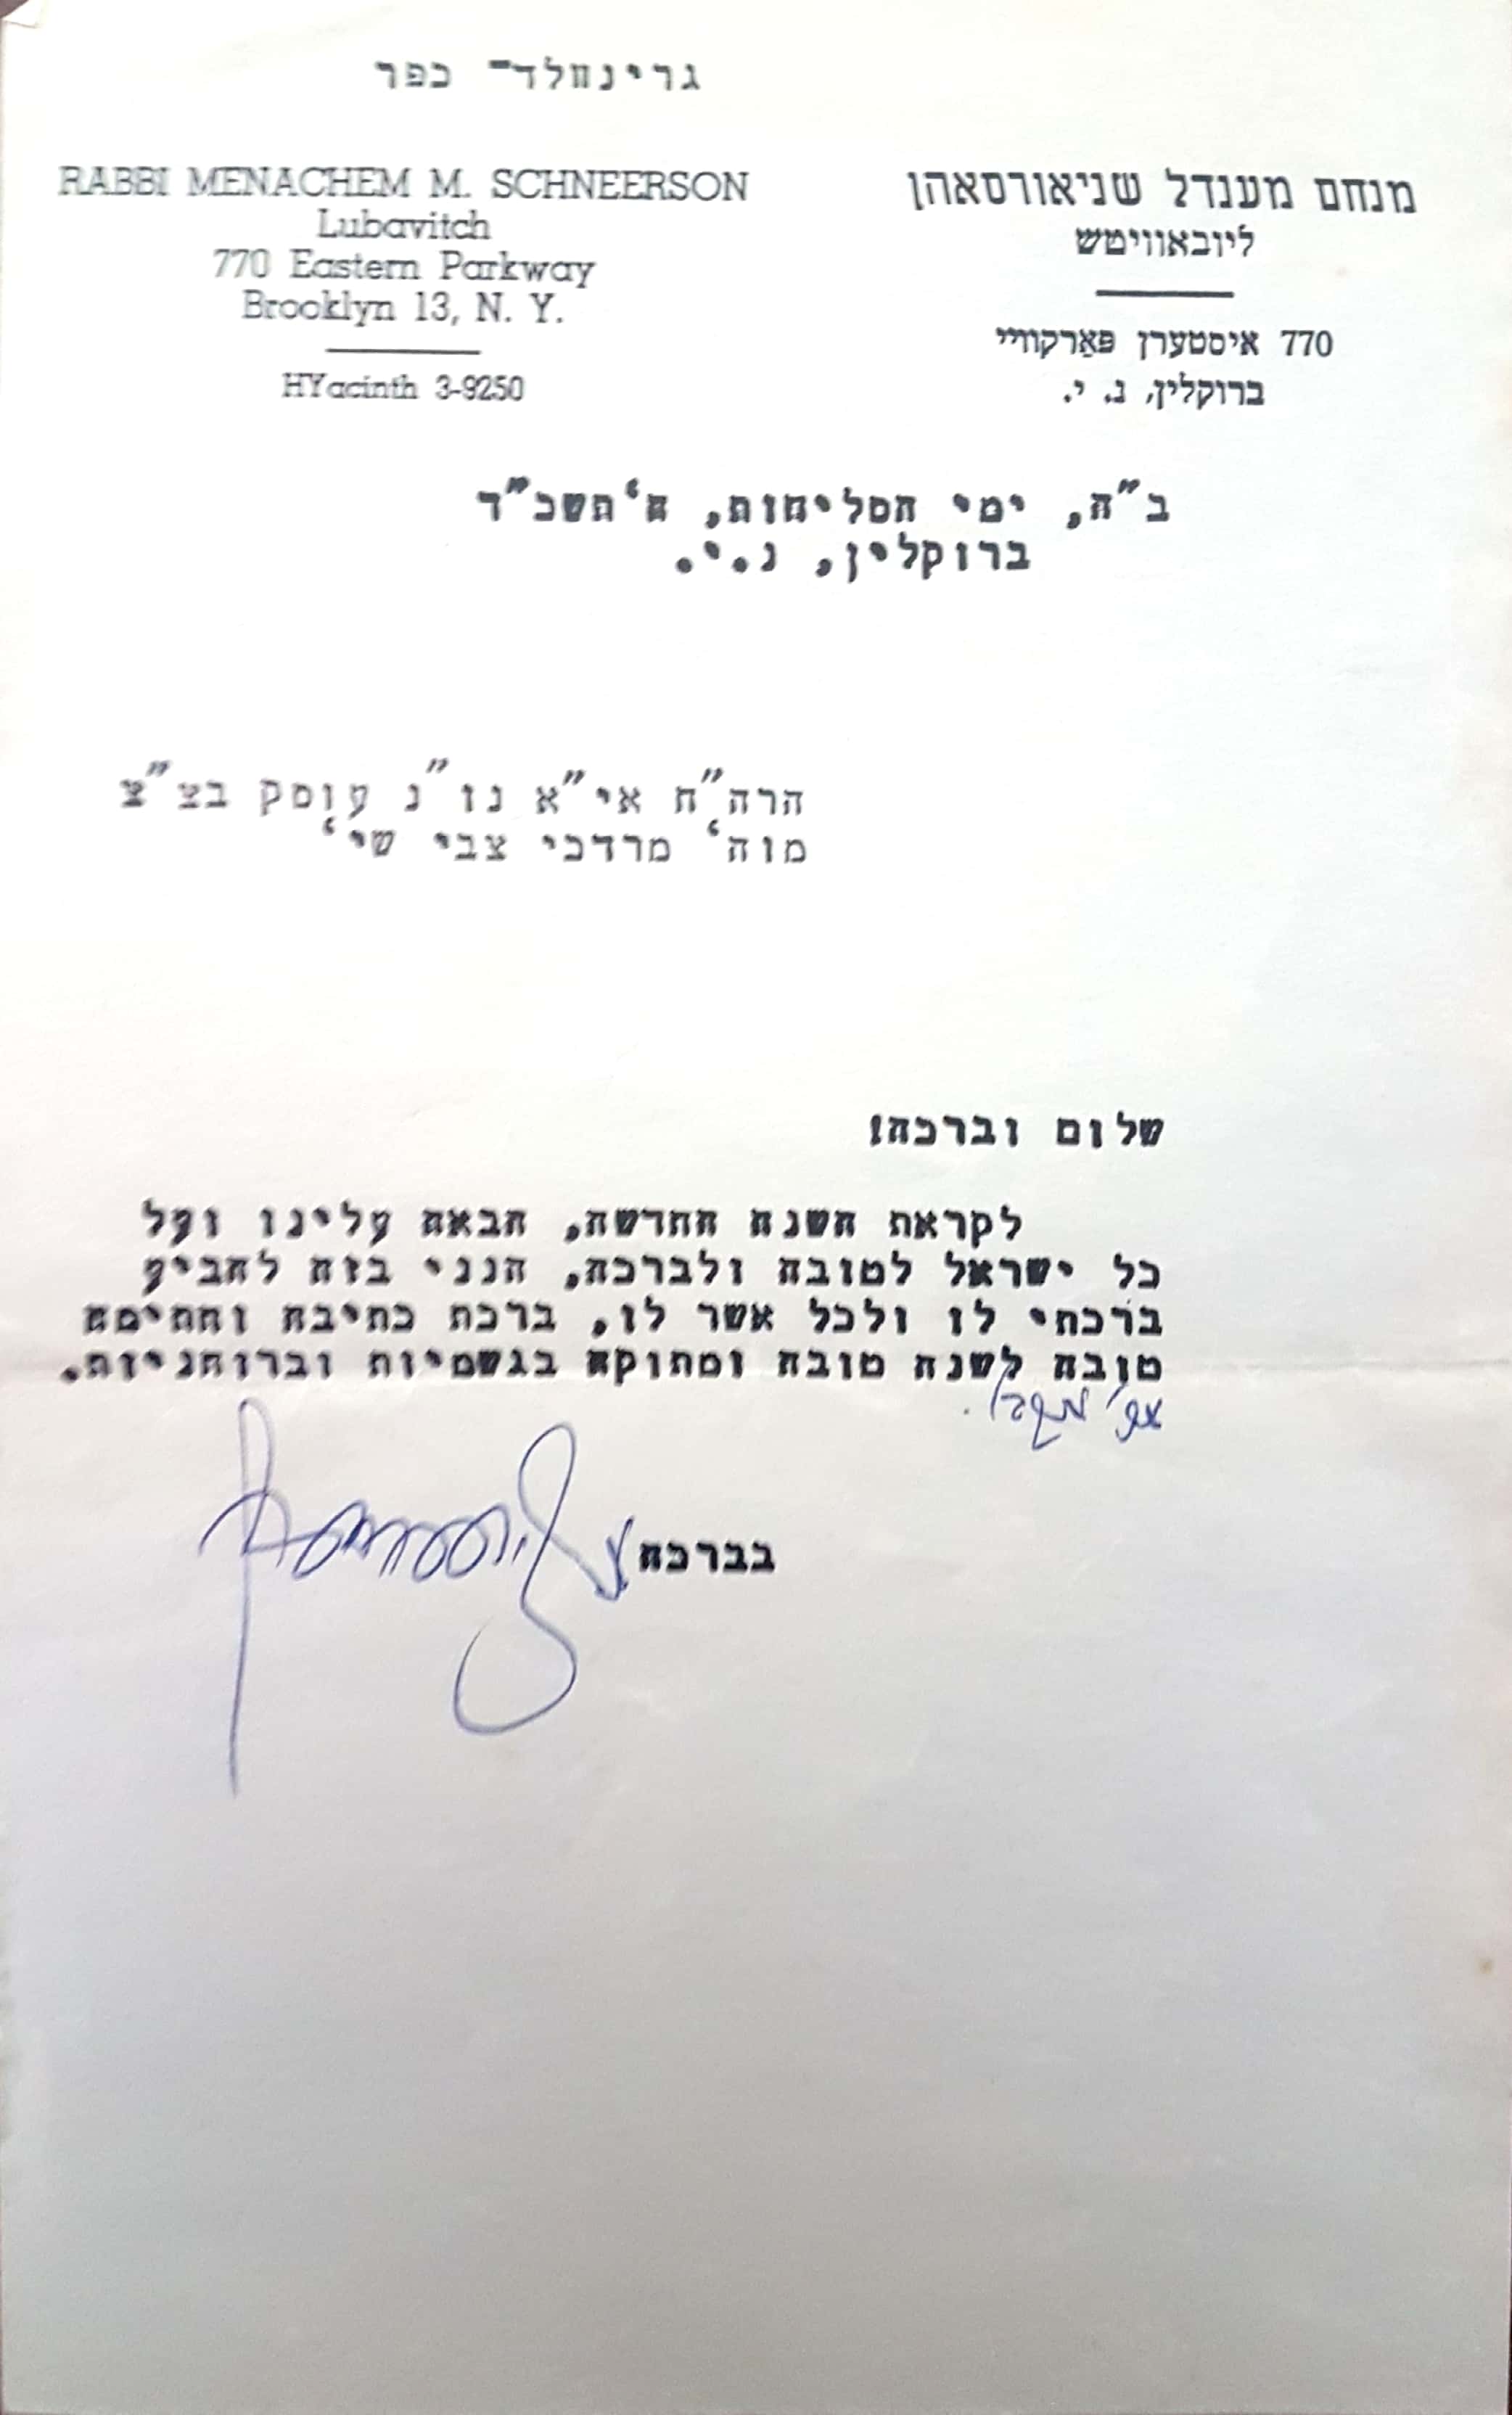 גרינוולד- כפר
RABBI MENACHEM M. SCHNEERSON
Lubavitch
770 Eastern Parkway
Brooklyn 13, N. Y.
HYacinth 3-9250
מנחם מענדל שניאורסאהן
ליובאוויטש
770 איסטערן פּאַרקוויי
ברוקלין, נ. י.
ב"ה, ימי הסליחות, ה'תשכ"ד
ברוקלין, נ.י.
הרה"ח אי"א נו"נ עוסק בצ"צ
מוה' מרדכי צבי שי'
שלום וברכה!
לקראת השנה החדשה, הבאה עלינו ועל
כל ישראל לטובה ולברכה, הנני בזה להביע
ברכתי לו ולכל אשר לו, ברכת כתיבה וחתימה
טובה לשנה טובה ומתוקה בגשמיות וברוחניות.
בברכה